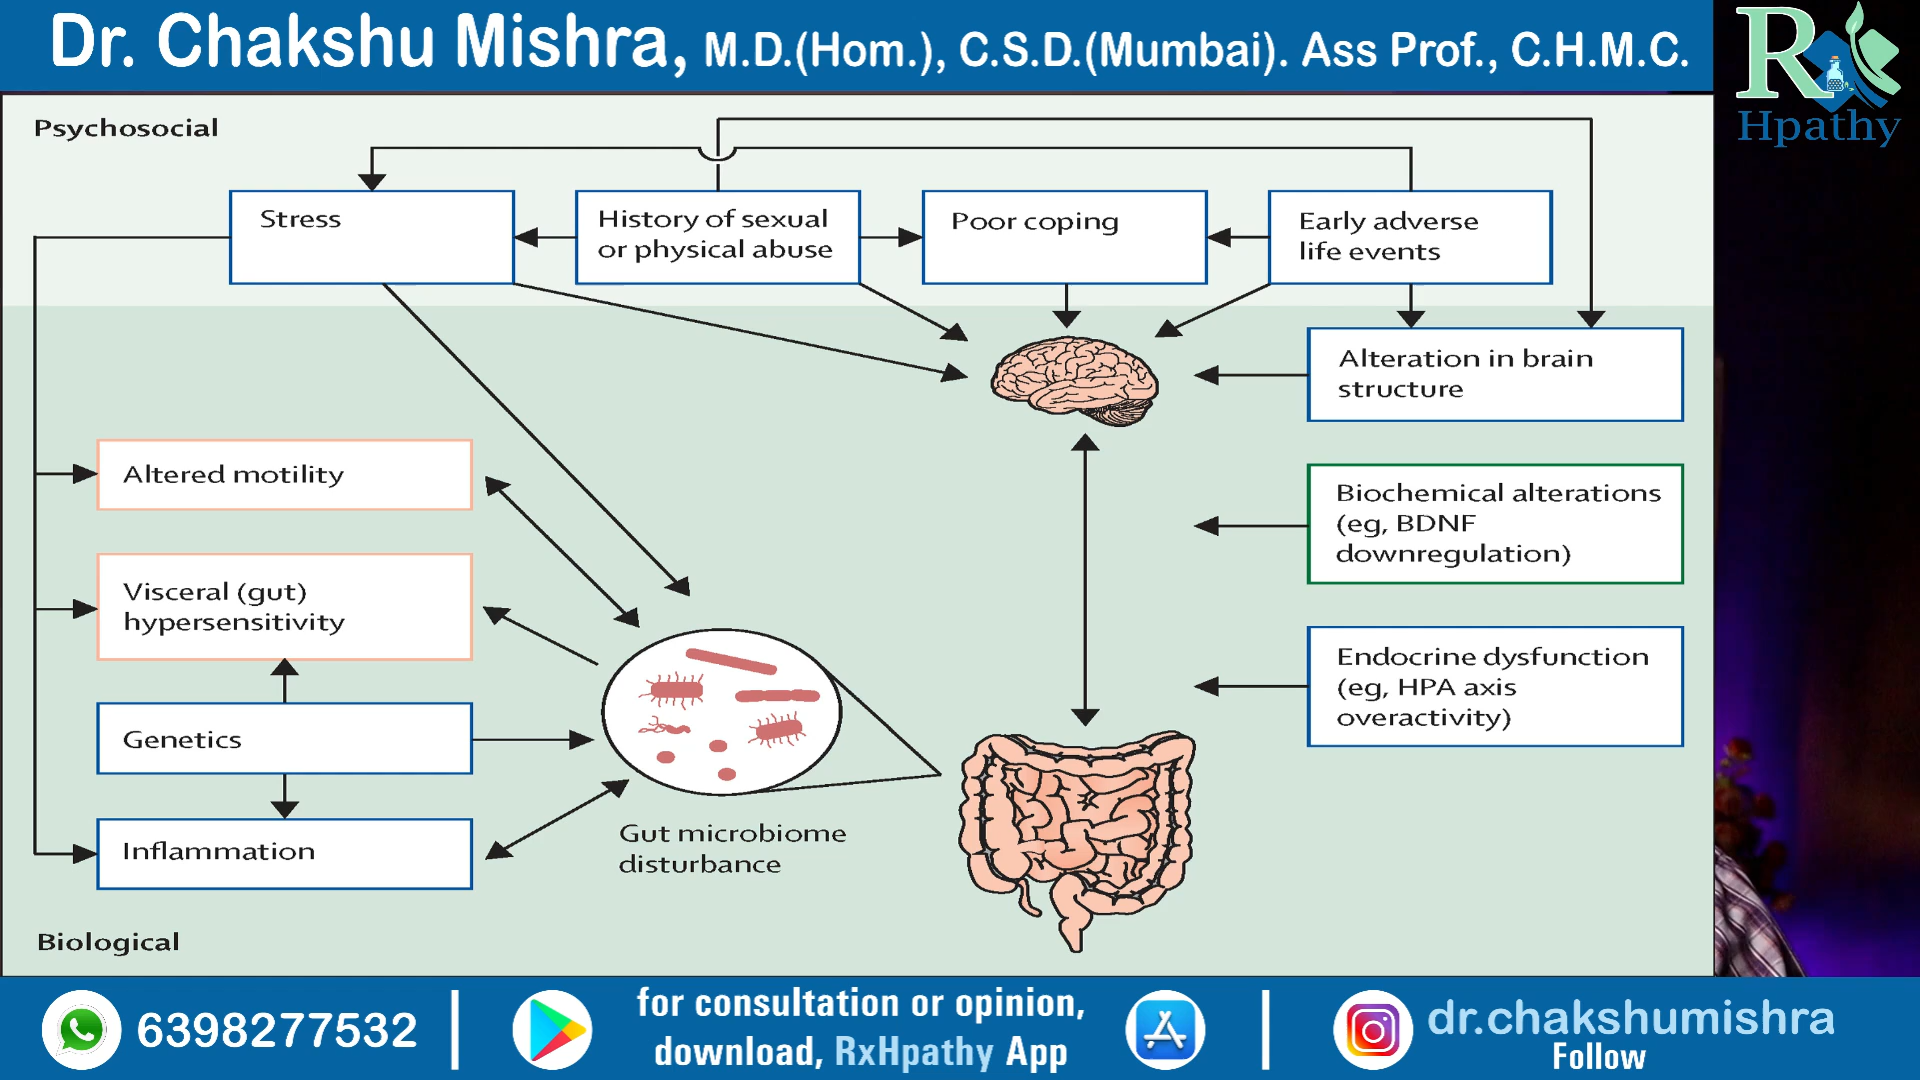 Dr. Chakshu Mishra, M.D.(Hom.), C.S.D.(Mumbai). Ass Prof., C.H.M.C.
R
Hpathy
Psychosocial
Stress
History of sexual
or physical abuse
Poor coping
Early adverse
life events
Alteration in brain
structure
Altered motility
Biochemical alterations
(eg, BDNF
downregulation)
Visceral (gut)
hypersensitivity
Endocrine dysfunction
(eg, HPA axis
overactivity)
Genetics
Inflammation
Gut microbiome
disturbance
Biological
6398277532
for consultation or opinion,
download, RxHpathy App
dr.chakshumishra
Follow